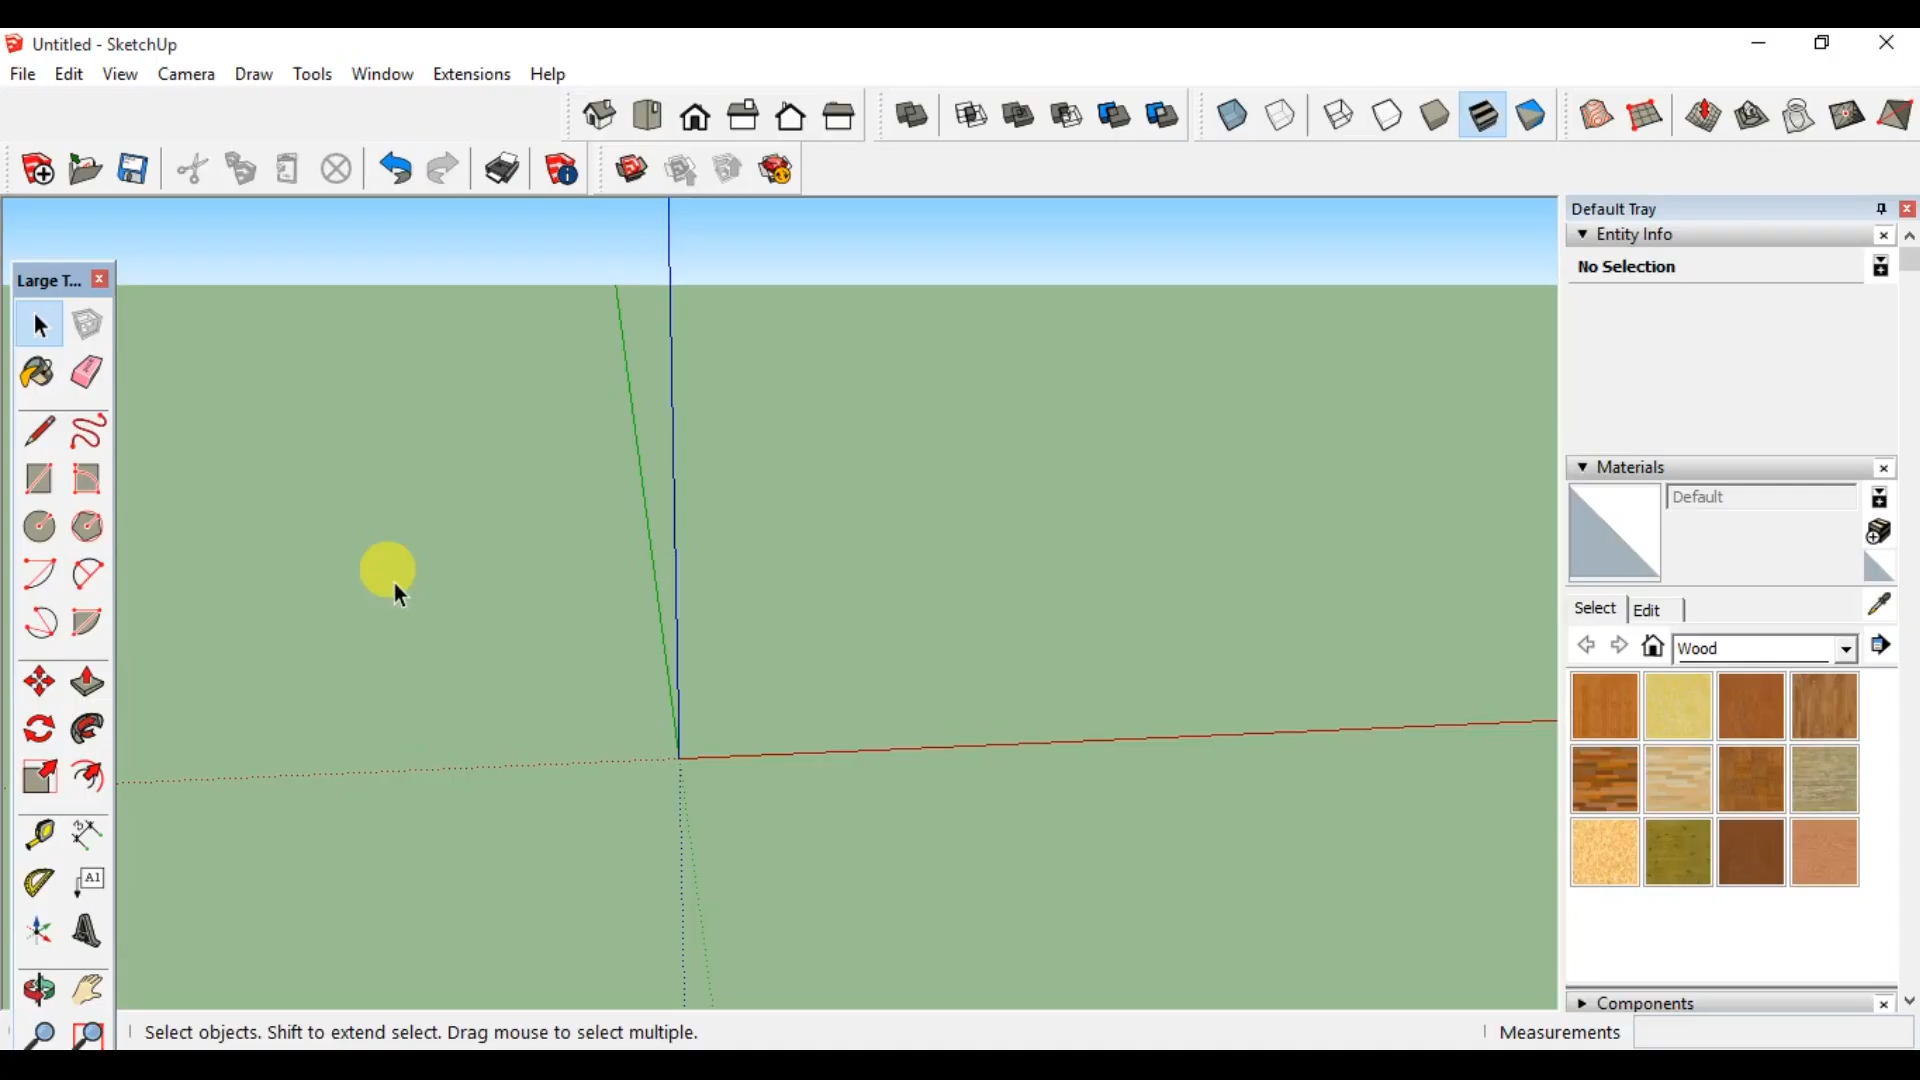 Untitled - SketchUp
File Edit View Camera Draw Tools Window Extensions Help
Default Tray
Entity Info
No Selection
Large T...
Materials
Default
Select Edit
Wood
A1
Components
Select objects. Shift to extend select. Drag mouse to select multiple.
Measurements